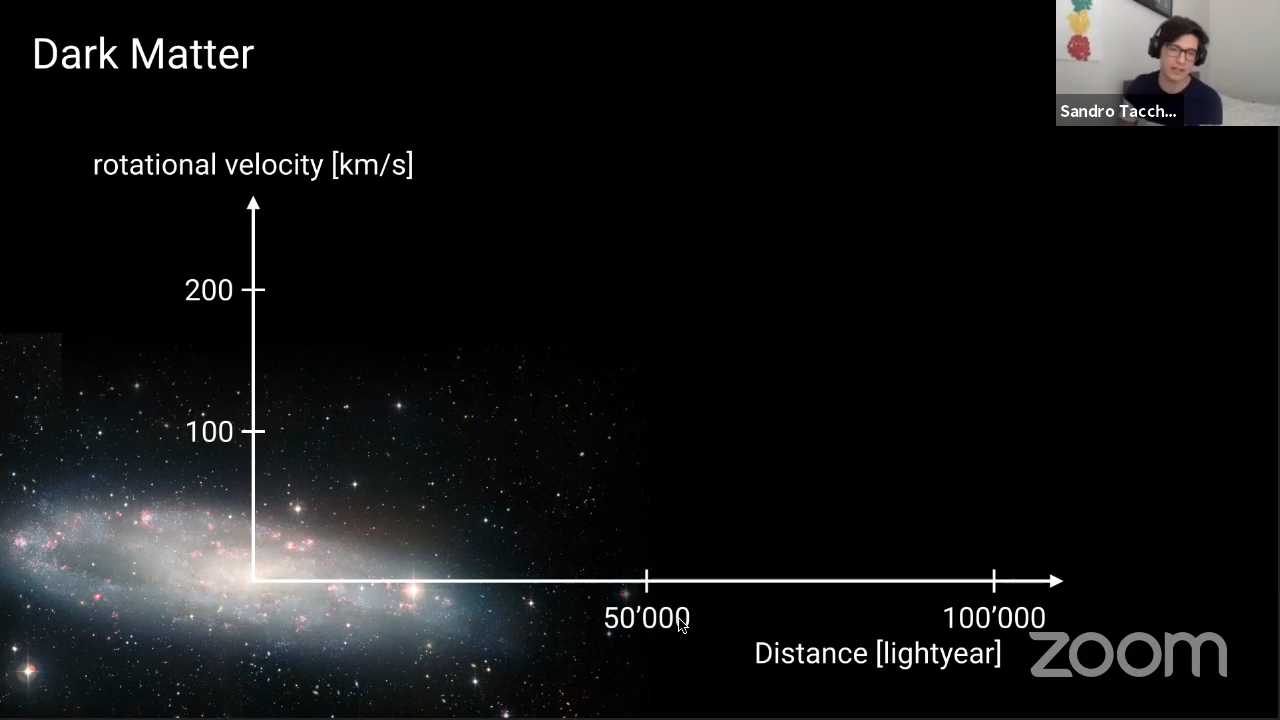 Dark Matter
Sandro Tacch...
rotational velocity [km/s]
200
100
50’000
100’000
Distance [lightyear]
zoom